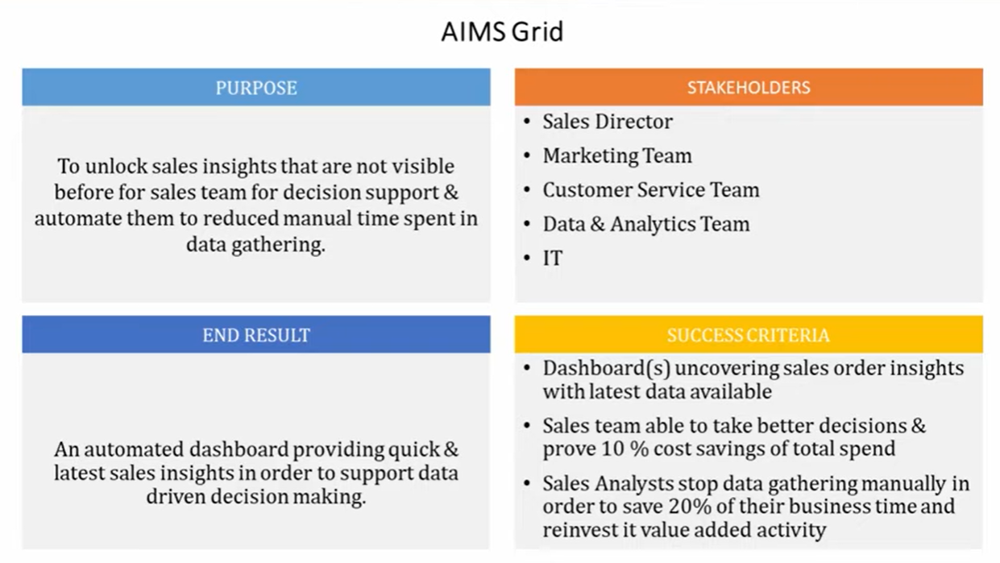 AIMS Grid
PURPOSE
To unlock sales insights that are not visible
before for sales team for decision support &
automate them to reduced manual time spent in
data gathering.
STAKEHOLDERS
• Sales Director
• Marketing Team
• Customer Service Team
• Data & Analytics Team
• IT
END RESULT
An automated dashboard providing quick &
latest sales insights in order to support data
driven decision making.
SUCCESS CRITERIA
• Dashboard(s) uncovering sales order insights
with latest data available
• Sales team able to take better decisions &
prove 10 % cost savings of total spend
• Sales Analysts stop data gathering manually in
order to save 20% of their business time and
reinvest it value added activity